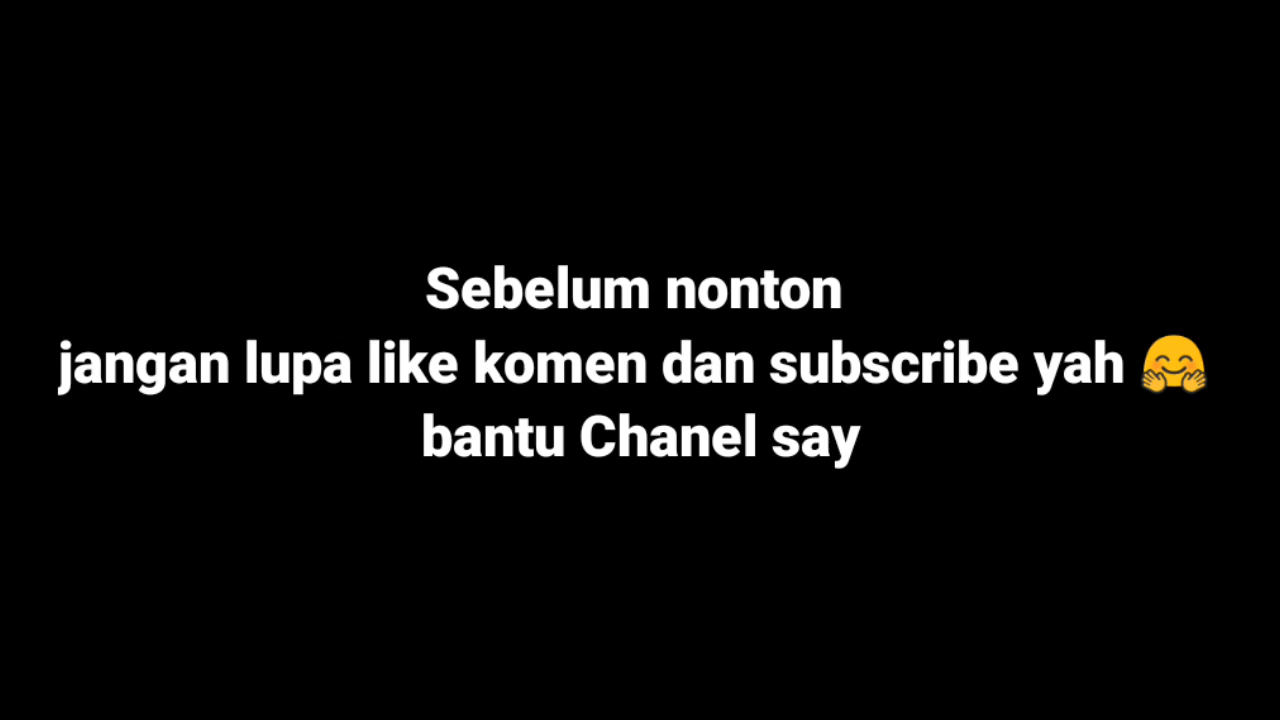 Sebelum nonton
jangan lupa like komen dan subscribe yah 🤗
bantu Chanel say